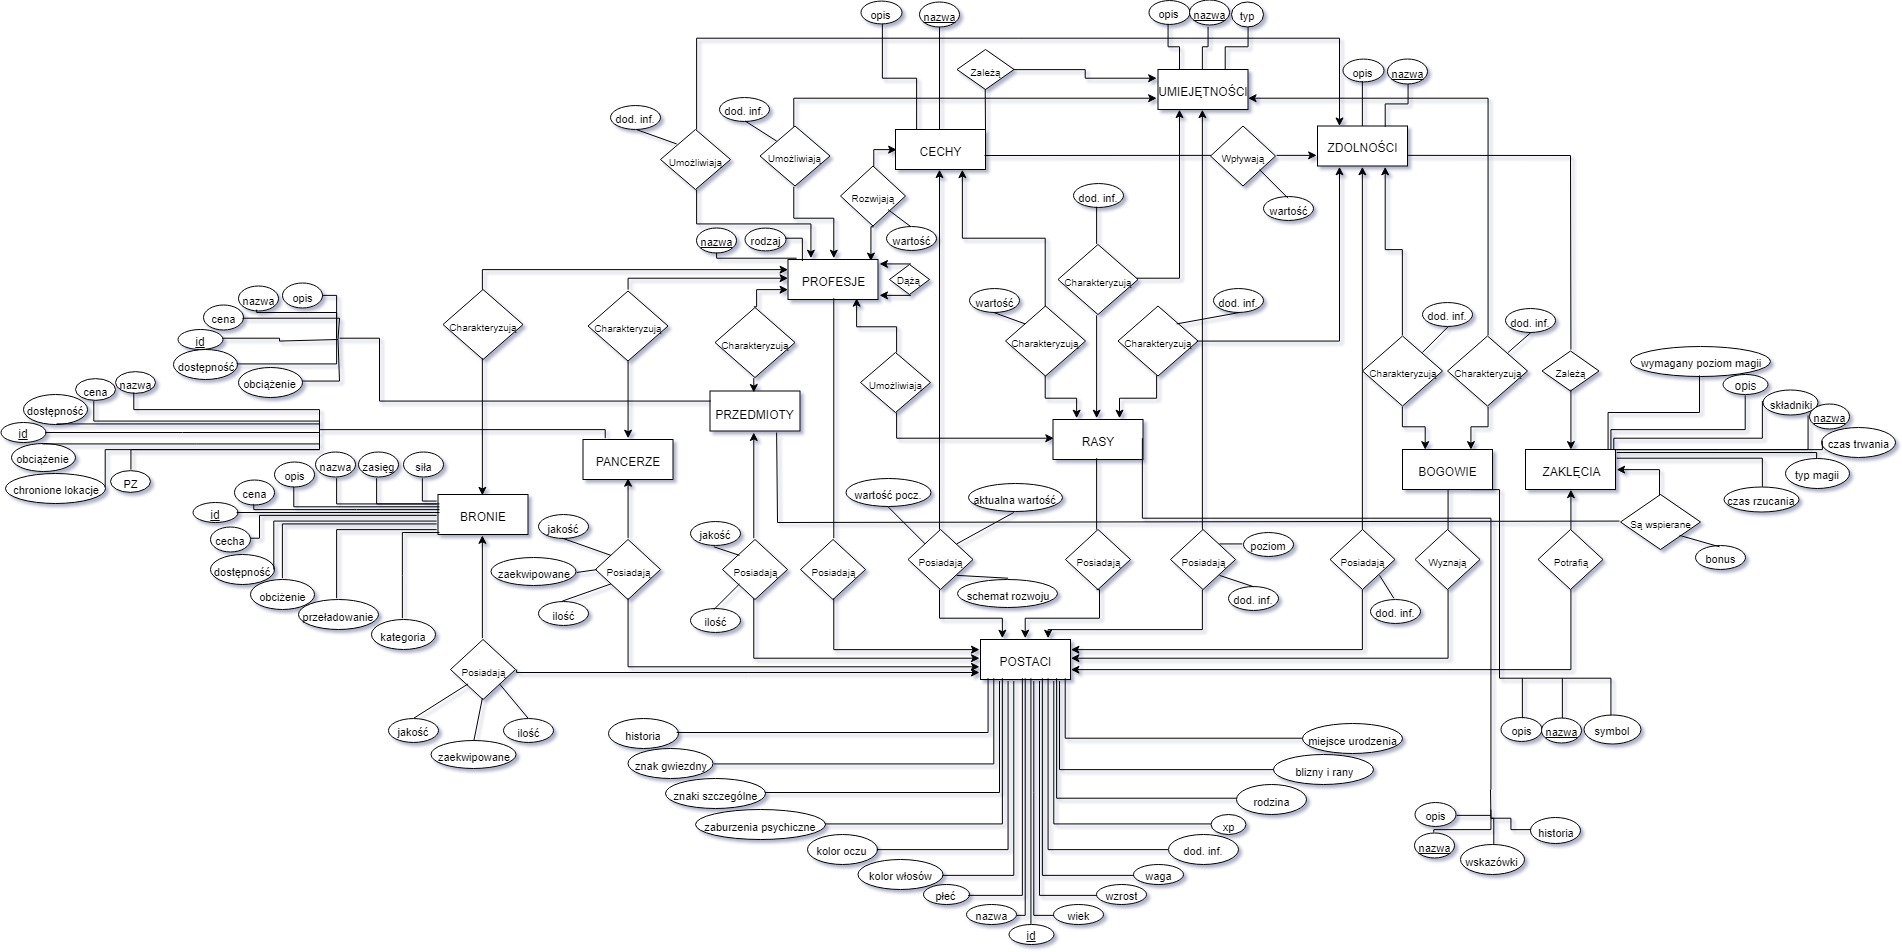 opis
nazwa
opis
nazwa
typ
Zależą
opis
nazwa
UMIEJĘTNOŚCI
dod. inf.
dod. inf.
CECHY
ZDOLNOŚCI
Umożliwiają
Umożliwiają
Wpływają
Rozwijają
dod. inf.
wartość
nazwa
rodzaj
wartość
PROFESJE
Dążą
Charakteryzują
nazwa
opis
cena
id
dostępność
obciążenie
Charakteryzują
Charakteryzują
Charakteryzują
wartość
dod. inf.
Charakteryzują
Charakteryzują
dod. inf.
dod. inf.
Charakteryzują
Charakteryzują
Zależą
wymagany poziom magii
opis
składniki
nazwa
czas trwania
typ magii
czas rzucania
cena
nazwa
dostępność
id
obciążenie
chronione lokacje
PZ
Umożliwiają
PRZEDMIOTY
RASY
PANCERZE
BOGOWIE
ZAKLĘCIA
opis
nazwa
zasięg
siła
cena
id
cecha
dostępność
obciżenie
przeładowanie
kategoria
BRONIE
wartość pocz.
aktualna wartość
jakość
zaekwipowane
ilość
Posiadają
jakość
Posiadają
ilość
Posiadają
Posiadają
schemat rozwoju
Posiadają
Posiadają
poziom
dod. inf.
Posiadają
dod. inf.
Wyznają
Potrafią
Są wspierane
bonus
Posiadają
jakość
zaekwipowane
ilość
POSTACI
opis
nazwa
symbol
historia
znak gwiezdny
znaki szczególne
zaburzenia psychiczne
kolor oczu
kolor włosów
płeć
nazwa
id
wiek
wzrost
waga
dod. inf.
xp
rodzina
blizny i rany
miejsce urodzenia
opis
nazwa
wskazówki
historia